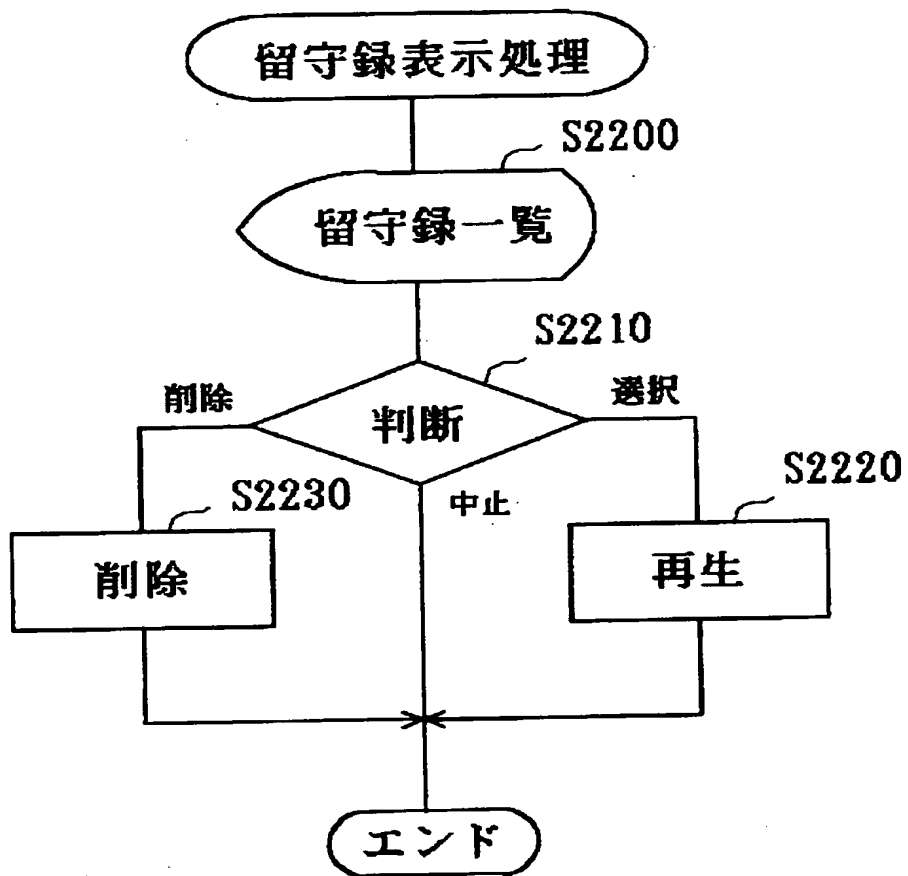 留守録表示処理
S2200
留守録一覧
S2210
削除
選択
判断
中止
S2230
S2220
削除
再生
エンド